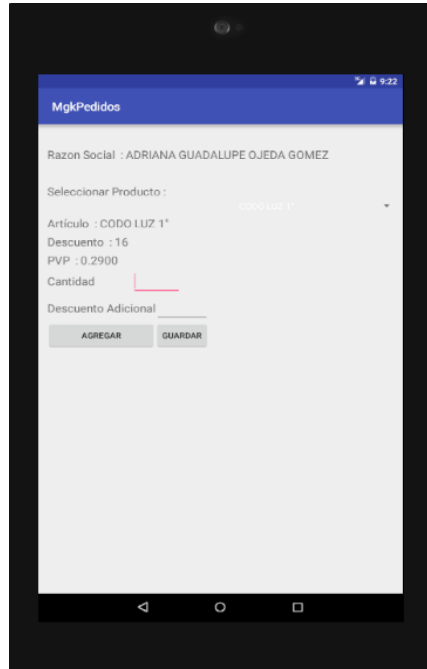 9:22
MgkPedidos
Razon Social : ADRIANA GUADALUPE OJEDA GOMEZ
Seleccionar Producto :
CODO LUZ 1"
Artículo : CODO LUZ 1"
Descuento : 16
PVP : 0.2900
Cantidad
Descuento Adicional
AGREGAR GUARDAR